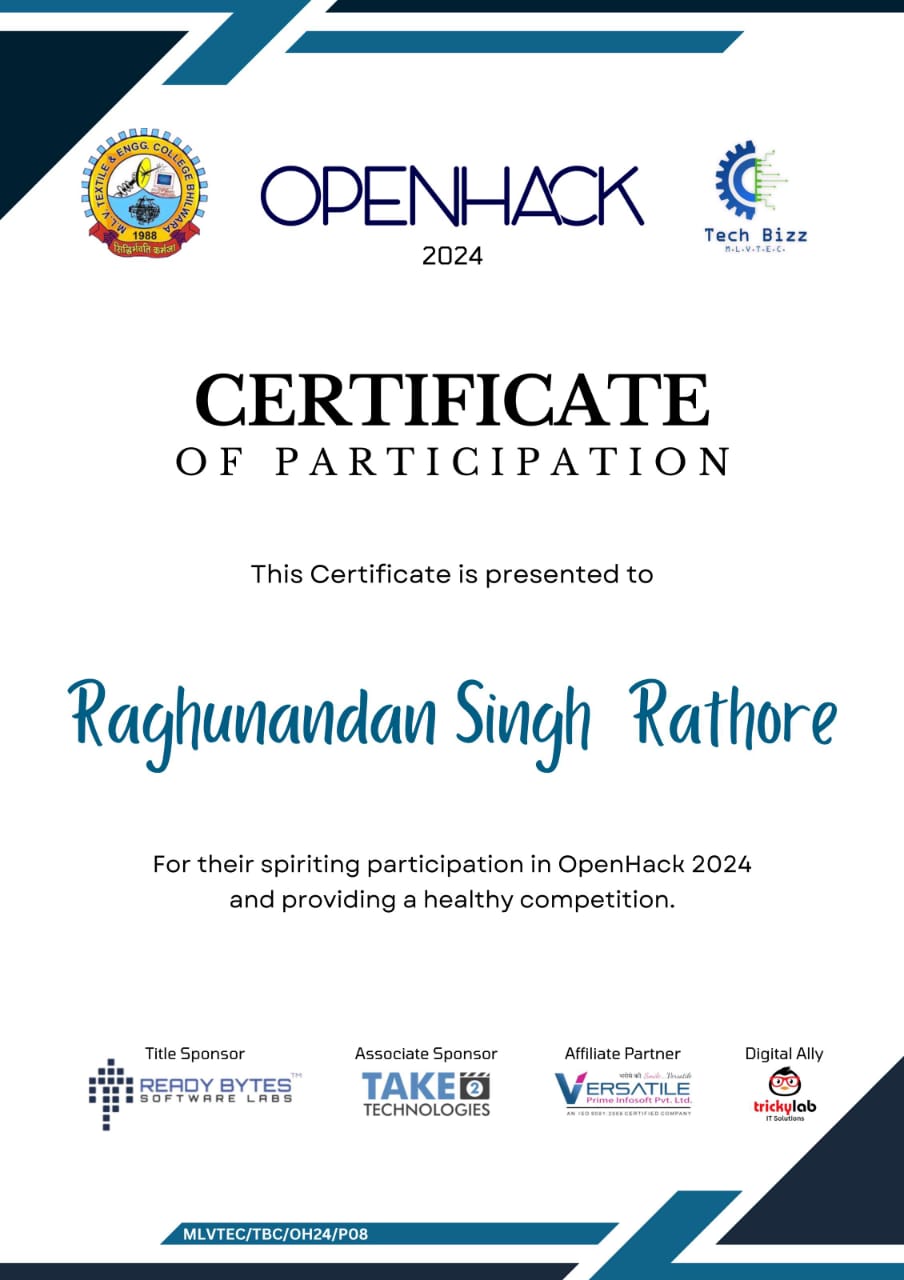 M.L.V. TEXTILE & ENGG. COLLEGE BHILWARA
1988
सिद्धिर्भवति कर्मजा
OPENHACK
2024
Tech Bizz
M.L.V.T.E.C.
CERTIFICATE
OF PARTICIPATION
This Certificate is presented to
Raghunandan Singh Rathore
For their spiriting participation in OpenHack 2024
and providing a healthy competition.
Title Sponsor
READY BYTES™
SOFTWARE LABS
Associate Sponsor
TAKE 2
TECHNOLOGIES
Affiliate Partner
भरोसे की Smile...Versatile
VERSATILE
Prime Infosoft Pvt. Ltd.
AN ISO 9001:2008 CERTIFIED COMPANY
Digital Ally
trickylab
IT Solutions
MLVTEC/TBC/OH24/P08